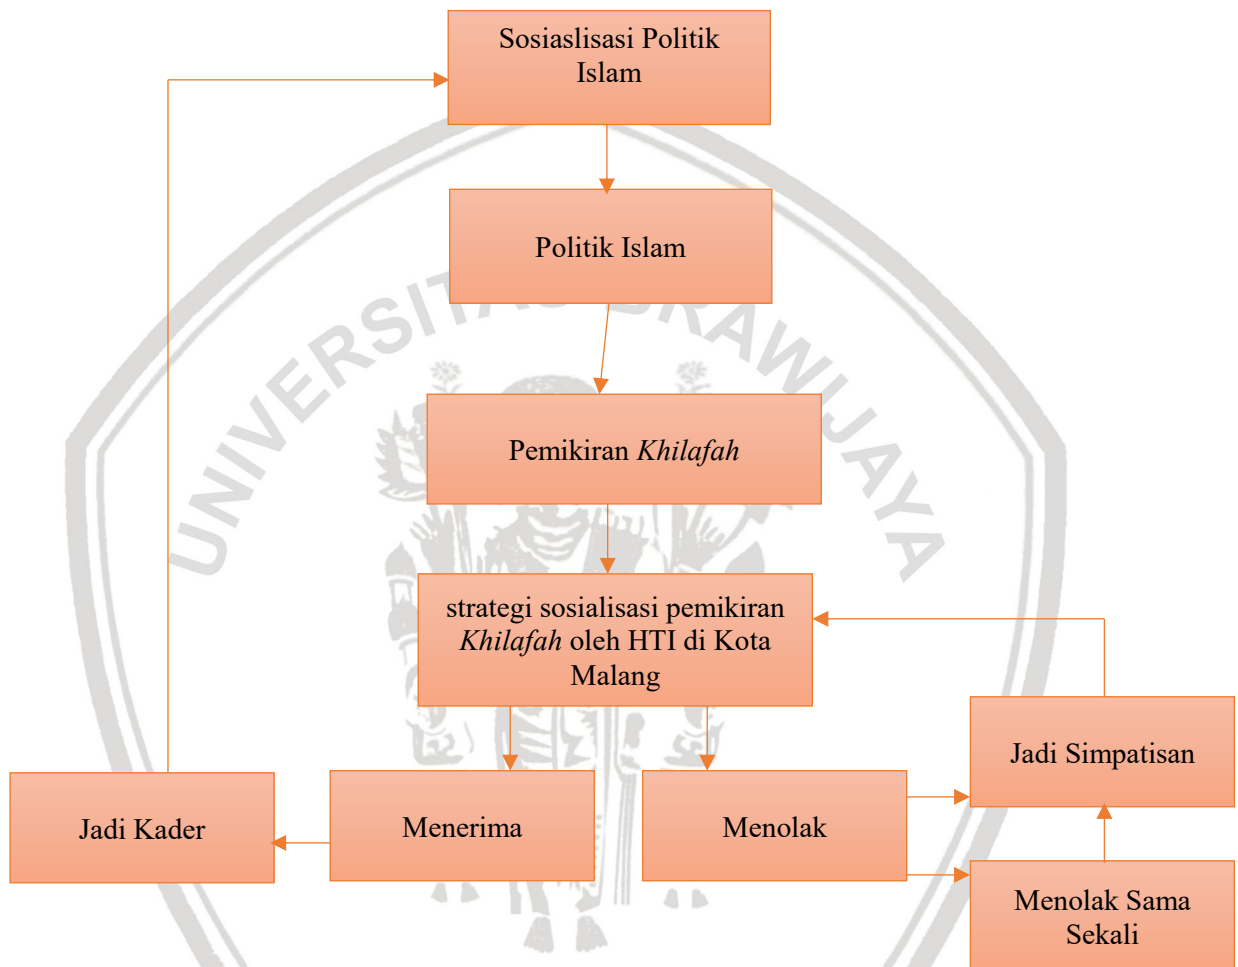 Sosiaslisasi Politik
Islam
Politik Islam
UNIVERSITAS BRAWIJAYA
Pemikiran Khilafah
strategi sosialisasi pemikiran
Khilafah oleh HTI di Kota
Malang
Jadi Simpatisan
Jadi Kader
Menerima
Menolak
Menolak Sama
Sekali